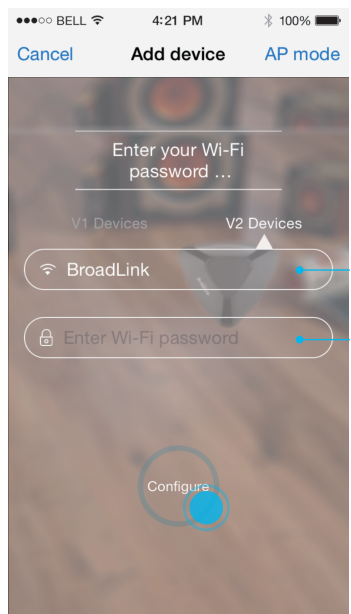 BELL 4:21 PM 100%
Cancel Add device AP mode
Enter your Wi-Fi
password ...
V1 Devices V2 Devices
BroadLink
Enter Wi-Fi password
Configure